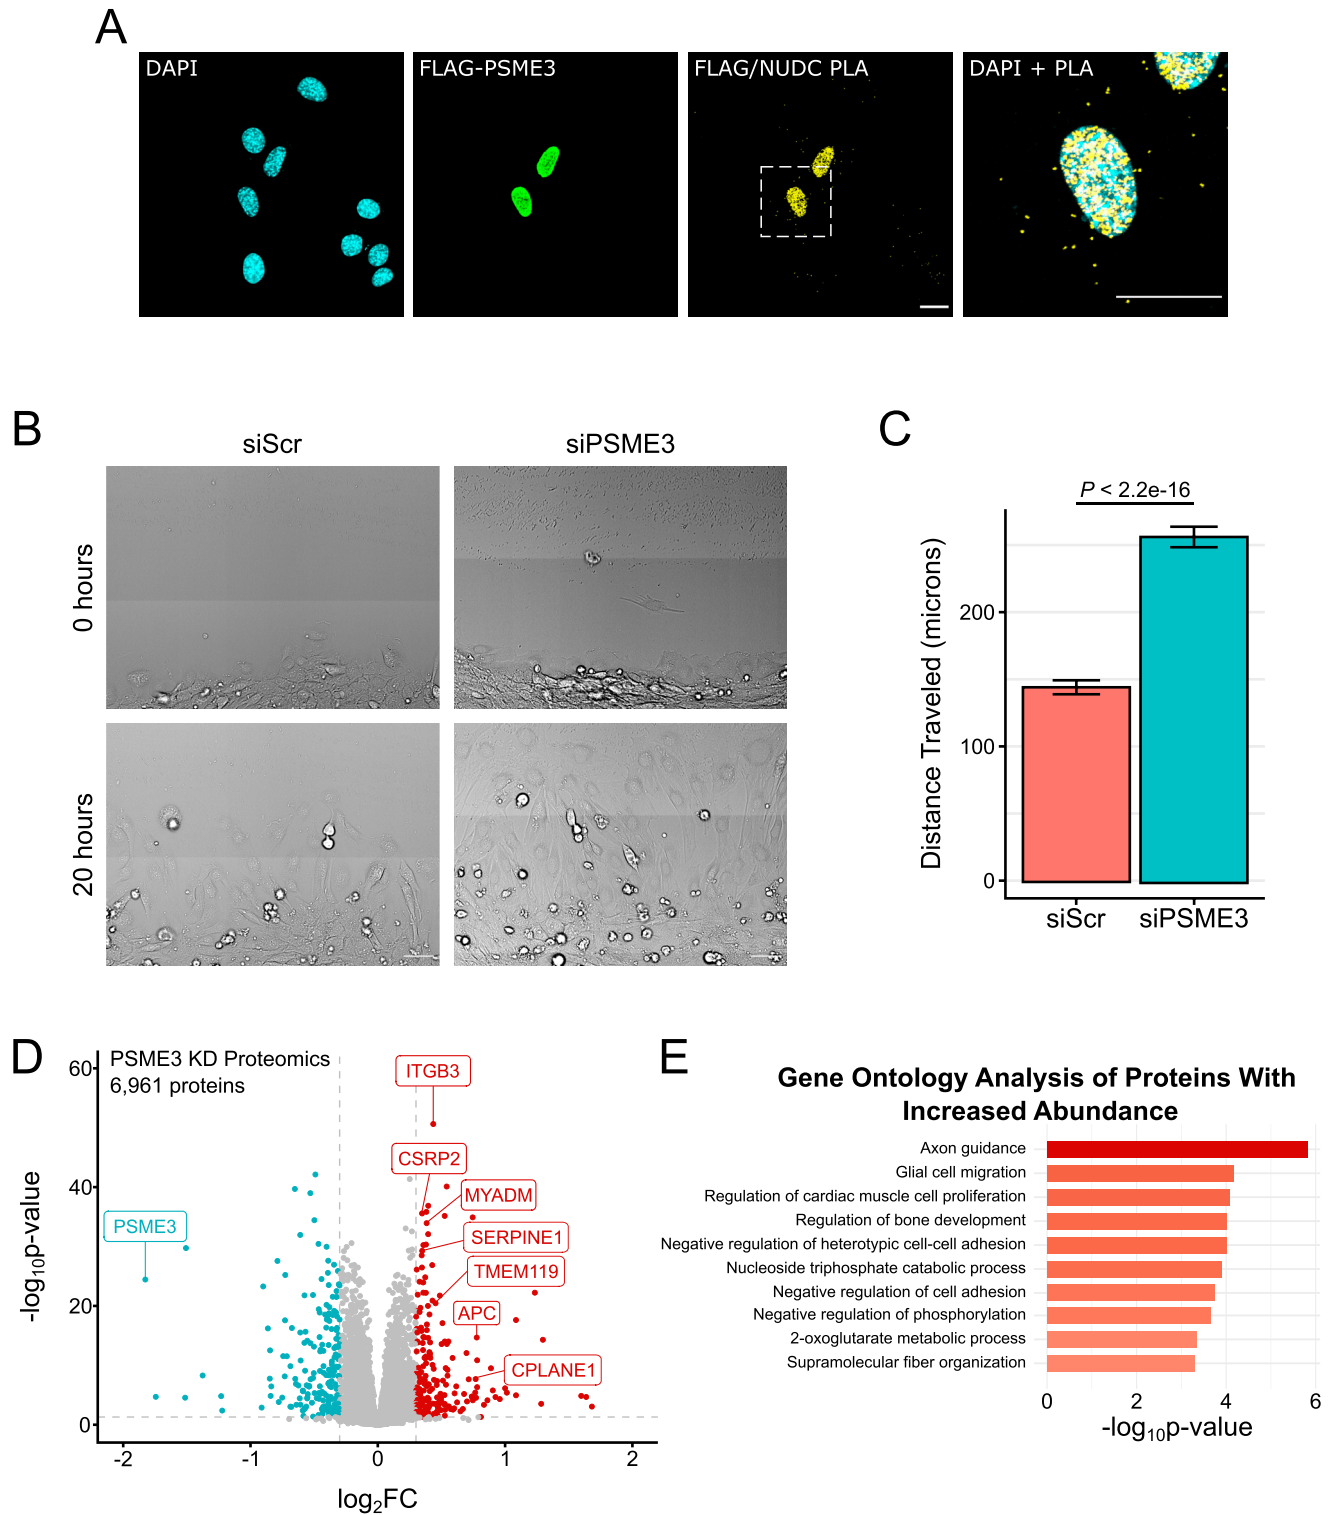 A
DAPI
FLAG-PSME3
FLAG/NUDC PLA
DAPI + PLA
B
siScr
siPSME3
0 hours
20 hours
C
P < 2.2e-16
Distance Traveled (microns)
200
100
0
siScr
siPSME3
D
PSME3 KD Proteomics
6,961 proteins
ITGB3
CSRP2
MYADM
PSME3
SERPINE1
TMEM119
APC
CPLANE1
-log10p-value
60
40
20
0
-2
-1
0
1
2
log2FC
E
Gene Ontology Analysis of Proteins With
Increased Abundance
Axon guidance
Glial cell migration
Regulation of cardiac muscle cell proliferation
Regulation of bone development
Negative regulation of heterotypic cell-cell adhesion
Nucleoside triphosphate catabolic process
Negative regulation of cell adhesion
Negative regulation of phosphorylation
2-oxoglutarate metabolic process
Supramolecular fiber organization
0
2
4
6
-log10p-value